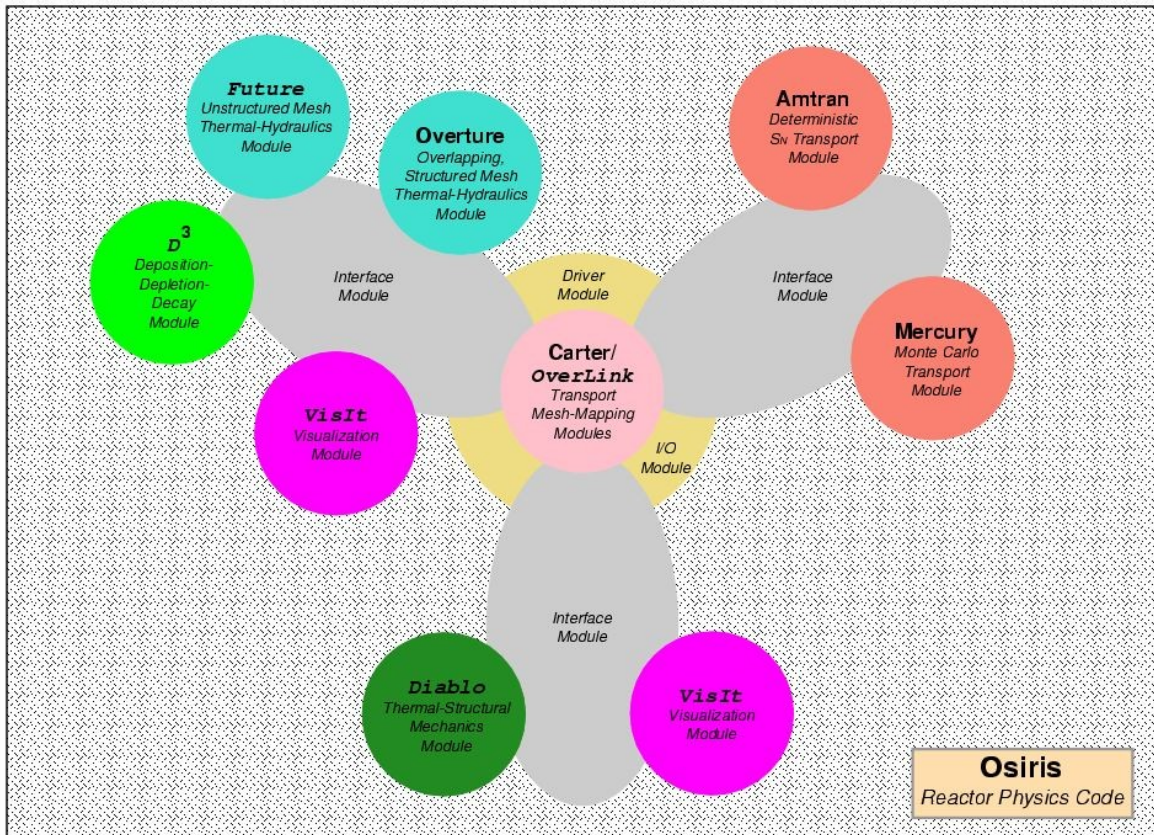 Future
Unstructured Mesh
Thermal-Hydraulics
Module
Overture
Overlapping,
Structured Mesh
Thermal-Hydraulics
Module
Amtran
Deterministic
SN Transport
Module
D³
Deposition-
Depletion-
Decay
Module
Interface
Module
Driver
Module
Interface
Module
Mercury
Monte Carlo
Transport
Module
Carter/
OverLink
Transport
Mesh-Mapping
Modules
VisIt
Visualization
Module
I/O
Module
Interface
Module
Diablo
Thermal-Structural
Mechanics
Module
VisIt
Visualization
Module
Osiris
Reactor Physics Code